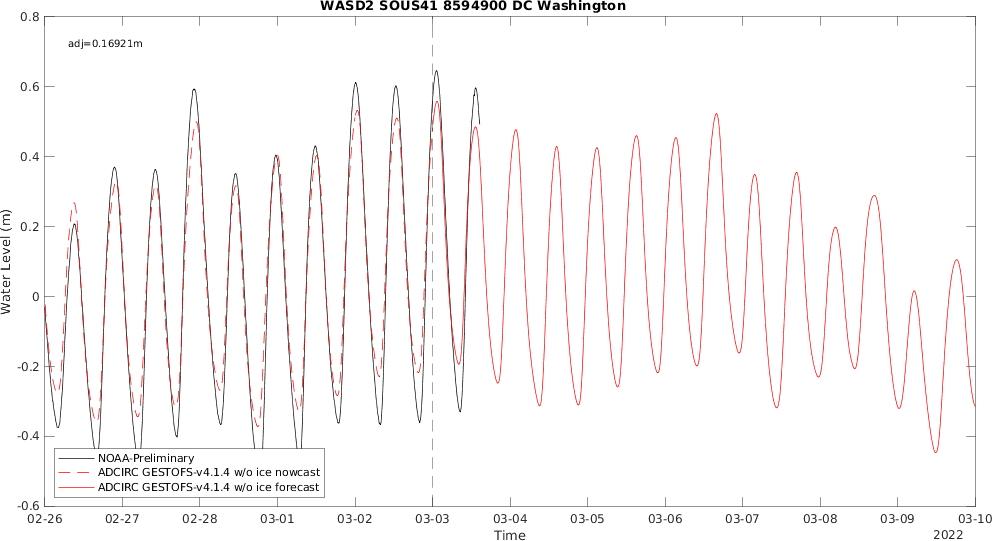 WASD2 SOUS41 8594900 DC Washington
adj=0.16921m
Water Level (m)
0.8
0.6
0.4
0.2
0
-0.2
-0.4
-0.6
NOAA-Preliminary
ADCIRC GESTOFS-v4.1.4 w/o ice nowcast
ADCIRC GESTOFS-v4.1.4 w/o ice forecast
02-26 02-27 02-28 03-01 03-02 03-03 03-04 03-05 03-06 03-07 03-08 03-09 03-10
Time
2022